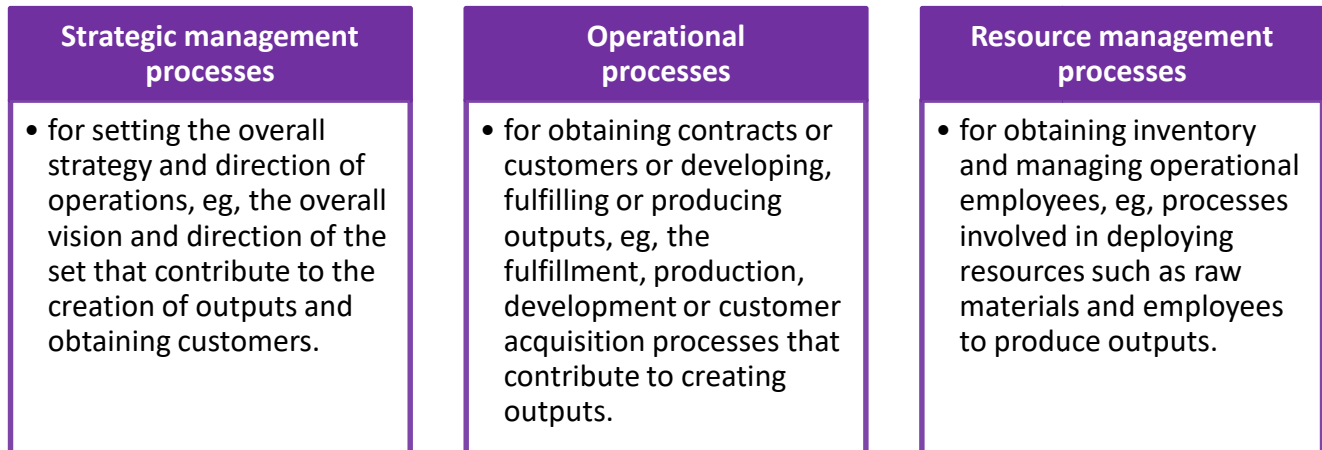 Strategic management
processes
• for setting the overall
strategy and direction of
operations, eg, the overall
vision and direction of the
set that contribute to the
creation of outputs and
obtaining customers.
Operational
processes
• for obtaining contracts or
customers or developing,
fulfilling or producing
outputs, eg, the
fulfillment, production,
development or customer
acquisition processes that
contribute to creating
outputs.
Resource management
processes
• for obtaining inventory
and managing operational
employees, eg, processes
involved in deploying
resources such as raw
materials and employees
to produce outputs.